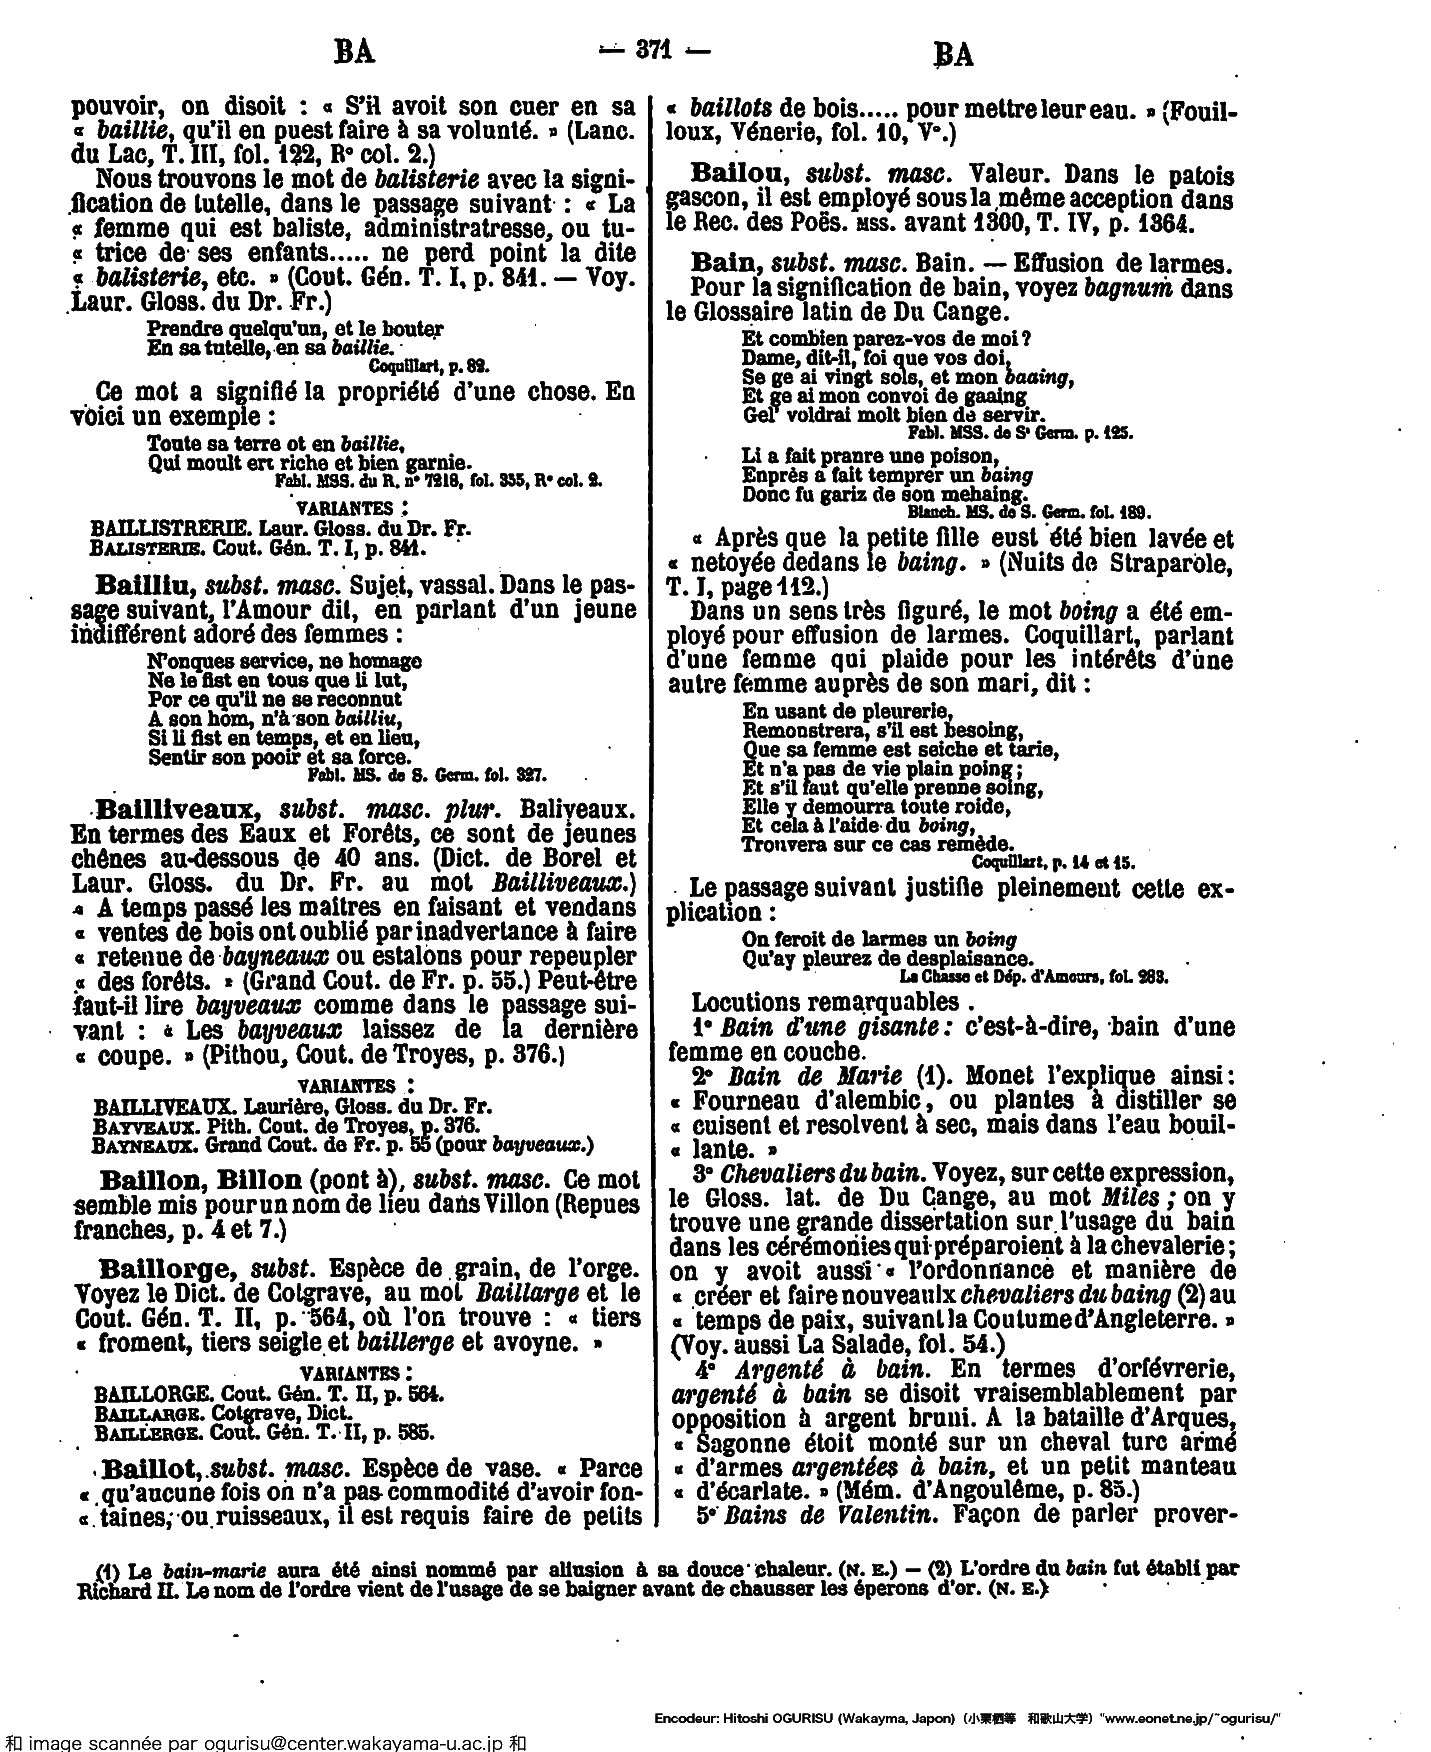 BA — 371 — BA
pouvoir, on disoit : « S'il avoit son cuer en sa
« baillie, qu'il en puest faire à sa volunté. » (Lanc.
du Lac, T. III, fol. 122, R° col. 2.)
Nous trouvons le mot de balisterie avec la signi-
fication de tutelle, dans le passage suivant : « La
« femme qui est baliste, administratresse, ou tu-
« trice de ses enfants..... ne perd point la dite
« balisterie, etc. » (Cout. Gén. T. I, p. 841. — Voy.
Laur. Gloss. du Dr. Fr.)
Prendre quelqu'un, et le bouter
En sa tutelle, en sa baillie.
Coquillart, p. 82.
Ce mot a signifié la propriété d'une chose. En
voici un exemple :
Toute sa terre ot en baillie,
Qui moult ert riche et bien garnie.
Fabl. MSS. du R. n° 7218, fol. 355, R° col. 2.
VARIANTES :
BAILLISTRERIE. Laur. Gloss. du Dr. Fr.
BALISTERIE. Cout. Gén. T. I, p. 841.
Bailliu, subst. masc. Sujet, vassal. Dans le pas-
sage suivant, l'Amour dit, en parlant d'un jeune
indifférent adoré des femmes :
N'onques service, ne homage
Ne le fist en tous que li lut,
Por ce qu'il ne se reconnut
A son hom, n'à son bailliu,
Si li fist en temps, et en lieu,
Sentir son pooir et sa force.
Fabl. MS. de S. Germ. fol. 327.
Bailliveaux, subst. masc. plur. Baliveaux.
En termes des Eaux et Forêts, ce sont de jeunes
chênes au-dessous de 40 ans. (Dict. de Borel et
Laur. Gloss. du Dr. Fr. au mot Bailliveaux.)
« A temps passé les maîtres en faisant et vendans
« ventes de bois ont oublié par inadvertance à faire
« retenue de bayneaux ou estalons pour repeupler
« des forêts. » (Grand Cout. de Fr. p. 55.) Peut-être
faut-il lire bayveaux comme dans le passage sui-
vant : « Les bayveaux laissez de la dernière
« coupe. » (Pithou, Cout. de Troyes, p. 376.)
VARIANTES :
BAILLIVEAUX. Laurière, Gloss. du Dr. Fr.
BAYVEAUX. Pith. Cout. de Troyes, p. 376.
BAYNEAUX. Grand Cout. de Fr. p. 55 (pour bayveaux.)
Baillon, Billon (pont à), subst. masc. Ce mot
semble mis pour un nom de lieu dans Villon (Repues
franches, p. 4 et 7.)
Baillorge, subst. Espèce de grain, de l'orge.
Voyez le Dict. de Cotgrave, au mot Baillarge et le
Cout. Gén. T. II, p. 564, où l'on trouve : « tiers
« froment, tiers seigle et baillerge et avoyne. »
VARIANTES :
BAILLORGE. Cout. Gén. T. II, p. 564.
BAILLARGE. Cotgrave, Dict.
BAILLERGE. Cout. Gén. T. II, p. 585.
Baillot, subst. masc. Espèce de vase. « Parce
« qu'aucune fois on n'a pas commodité d'avoir fon-
« taines, ou ruisseaux, il est requis faire de petits
« baillots de bois..... pour mettre leur eau. » (Fouil-
loux, Vénerie, fol. 10, V°.)
Bailou, subst. masc. Valeur. Dans le patois
gascon, il est employé sous la même acception dans
le Rec. des Poës. MSS. avant 1300, T. IV, p. 1364.
Bain, subst. masc. Bain. — Effusion de larmes.
Pour la signification de bain, voyez bagnum dans
le Glossaire latin de Du Cange.
Et combien parez-vos de moi ?
Dame, dit-il, foi que vos doi,
Se ge ai vingt sols, et mon baaing,
Et ge ai mon convoi de gaaing
Gel' voldrai molt bien de servir.
Fabl. MSS. de St Germ. p. 125.
Li a fait pranre une poison,
Enprès a fait temprer un baing
Donc fu gariz de son mehaing.
Blanch. MS. de S. Germ. fol. 189.
« Après que la petite fille eust été bien lavée et
« netoyée dedans le baing. » (Nuits de Straparole,
T. I, page 112.)
Dans un sens très figuré, le mot boing a été em-
ployé pour effusion de larmes. Coquillart, parlant
d'une femme qui plaide pour les intérêts d'une
autre femme auprès de son mari, dit :
En usant de pleurerie,
Remonstrera, s'il est besoing,
Que sa femme est seiche et tarie,
Et n'a pas de vie plain poing ;
Et s'il faut qu'elle prenne soing,
Elle y demourra toute roide,
Et cela à l'aide du boing,
Trouvera sur ce cas remède.
Coquillart, p. 14 et 15.
Le passage suivant justifie pleinement cette ex-
plication :
On feroit de larmes un boing
Qu'ay pleurez de desplaisance.
La Chasse et Dép. d'Amours, fol. 283.
Locutions remarquables .
1° Bain d'une gisante : c'est-à-dire, bain d'une
femme en couche.
2° Bain de Marie (1). Monet l'explique ainsi :
« Fourneau d'alembic, ou plantes à distiller se
« cuisent et resolvent à sec, mais dans l'eau bouil-
« lante. »
3° Chevaliers du bain. Voyez, sur cette expression,
le Gloss. lat. de Du Cange, au mot Miles ; on y
trouve une grande dissertation sur l'usage du bain
dans les cérémonies qui préparoient à la chevalerie ;
on y avoit aussi « l'ordonnance et manière de
« créer et faire nouveaulx chevaliers du baing (2) au
« temps de paix, suivant la Coutume d'Angleterre. »
(Voy. aussi La Salade, fol. 54.)
4° Argenté à bain. En termes d'orfévrerie,
argenté à bain se disoit vraisemblablement par
opposition à argent bruni. A la bataille d'Arques,
« Sagonne étoit monté sur un cheval turc armé
« d'armes argentées à bain, et un petit manteau
« d'écarlate. » (Mém. d'Angoulême, p. 85.)
5° Bains de Valentin. Façon de parler prover-
(1) Le bain-marie aura été ainsi nommé par allusion à sa douce chaleur. (N. E.) — (2) L'ordre du bain fut établi par
Richard II. Le nom de l'ordre vient de l'usage de se baigner avant de chausser les éperons d'or. (N. E.)
Encodeur: Hitoshi OGURISU (Wakayma, Japon) (小栗栖等 和歌山大学) "www.eonet.ne.jp/~ogurisu/"
和 image scannée par ogurisu@center.wakayama-u.ac.jp 和